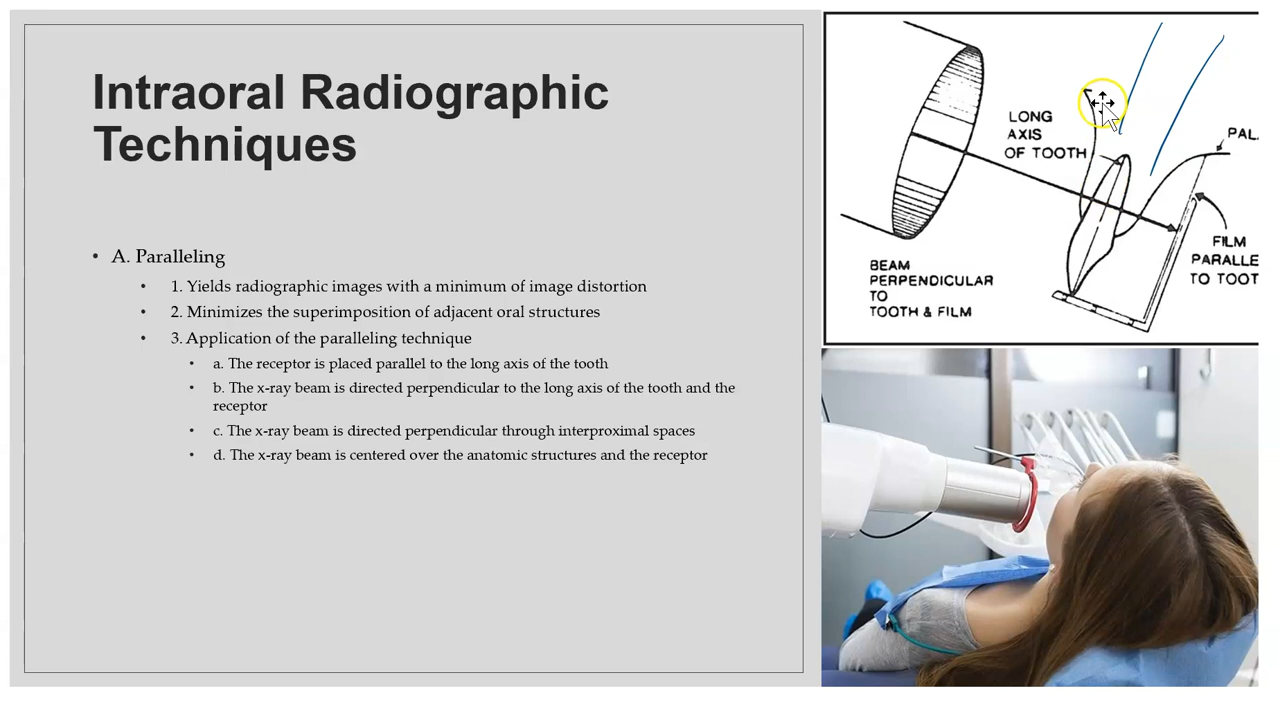 Intraoral Radiographic
Techniques
• A. Paralleling
• 1. Yields radiographic images with a minimum of image distortion
• 2. Minimizes the superimposition of adjacent oral structures
• 3. Application of the paralleling technique
• a. The receptor is placed parallel to the long axis of the tooth
• b. The x-ray beam is directed perpendicular to the long axis of the tooth and the
receptor
• c. The x-ray beam is directed perpendicular through interproximal spaces
• d. The x-ray beam is centered over the anatomic structures and the receptor
LONG
AXIS
OF TOOTH
PAL
BEAM
PERPENDICULAR
TO
TOOTH & FILM
FILM
PARALLE
TO TOOT